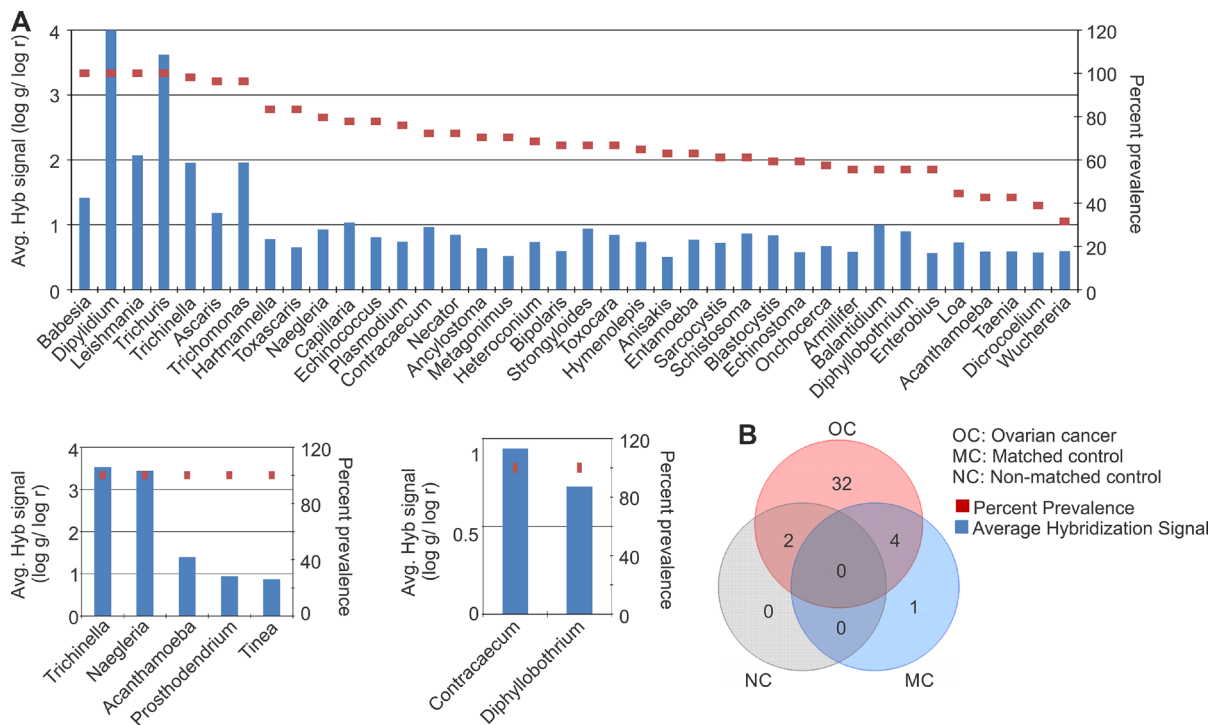 A
Avg. Hyb signal (log g/ log r)
4
3
2
1
0
120
100
80
60
40
20
0
Percent prevalence
Babesia
Dipylidium
Leishmania
Trichuris
Trichinella
Ascaris
Trichomonas
Hartmannella
Toxascaris
Naegleria
Capillaria
Echinococcus
Plasmodium
Contracaecum
Necator
Ancylostoma
Metagonimus
Heteroconium
Bipolaris
Strongyloides
Toxocara
Hymenolepis
Anisakis
Entamoeba
Sarcocystis
Schistosoma
Blastocystis
Echinostoma
Onchocerca
Armillifer
Balantidium
Diphyllobothrium
Enterobius
Loa
Acanthamoeba
Taenia
Dicrocoelium
Wuchereria
Avg. Hyb signal
(log g/ log r)
4
3
2
1
0
120
100
80
60
40
20
0
Percent prevalence
Trichinella
Naegleria
Acanthamoeba
Prosthodendrium
Tinea
Avg. Hyb signal
(log g/ log r)
1
0.5
0
120
100
80
60
40
20
0
Percent prevalence
Contracaecum
Diphyllobothrium
B
OC
32
2
4
0
0
1
0
NC
MC
OC: Ovarian cancer
MC: Matched control
NC: Non-matched control
Percent Prevalence
Average Hybridization Signal